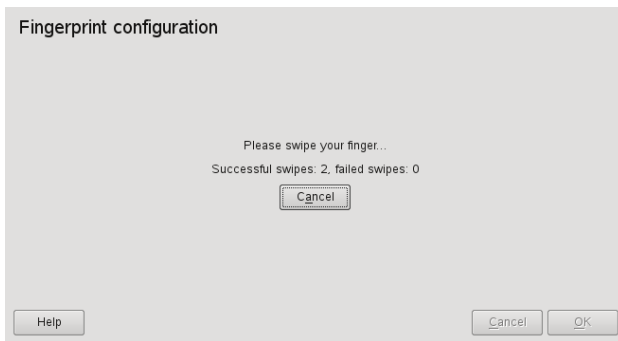 Fingerprint configuration
Please swipe your finger...
Successful swipes: 2, failed swipes: 0
Cancel
Help
Cancel
OK